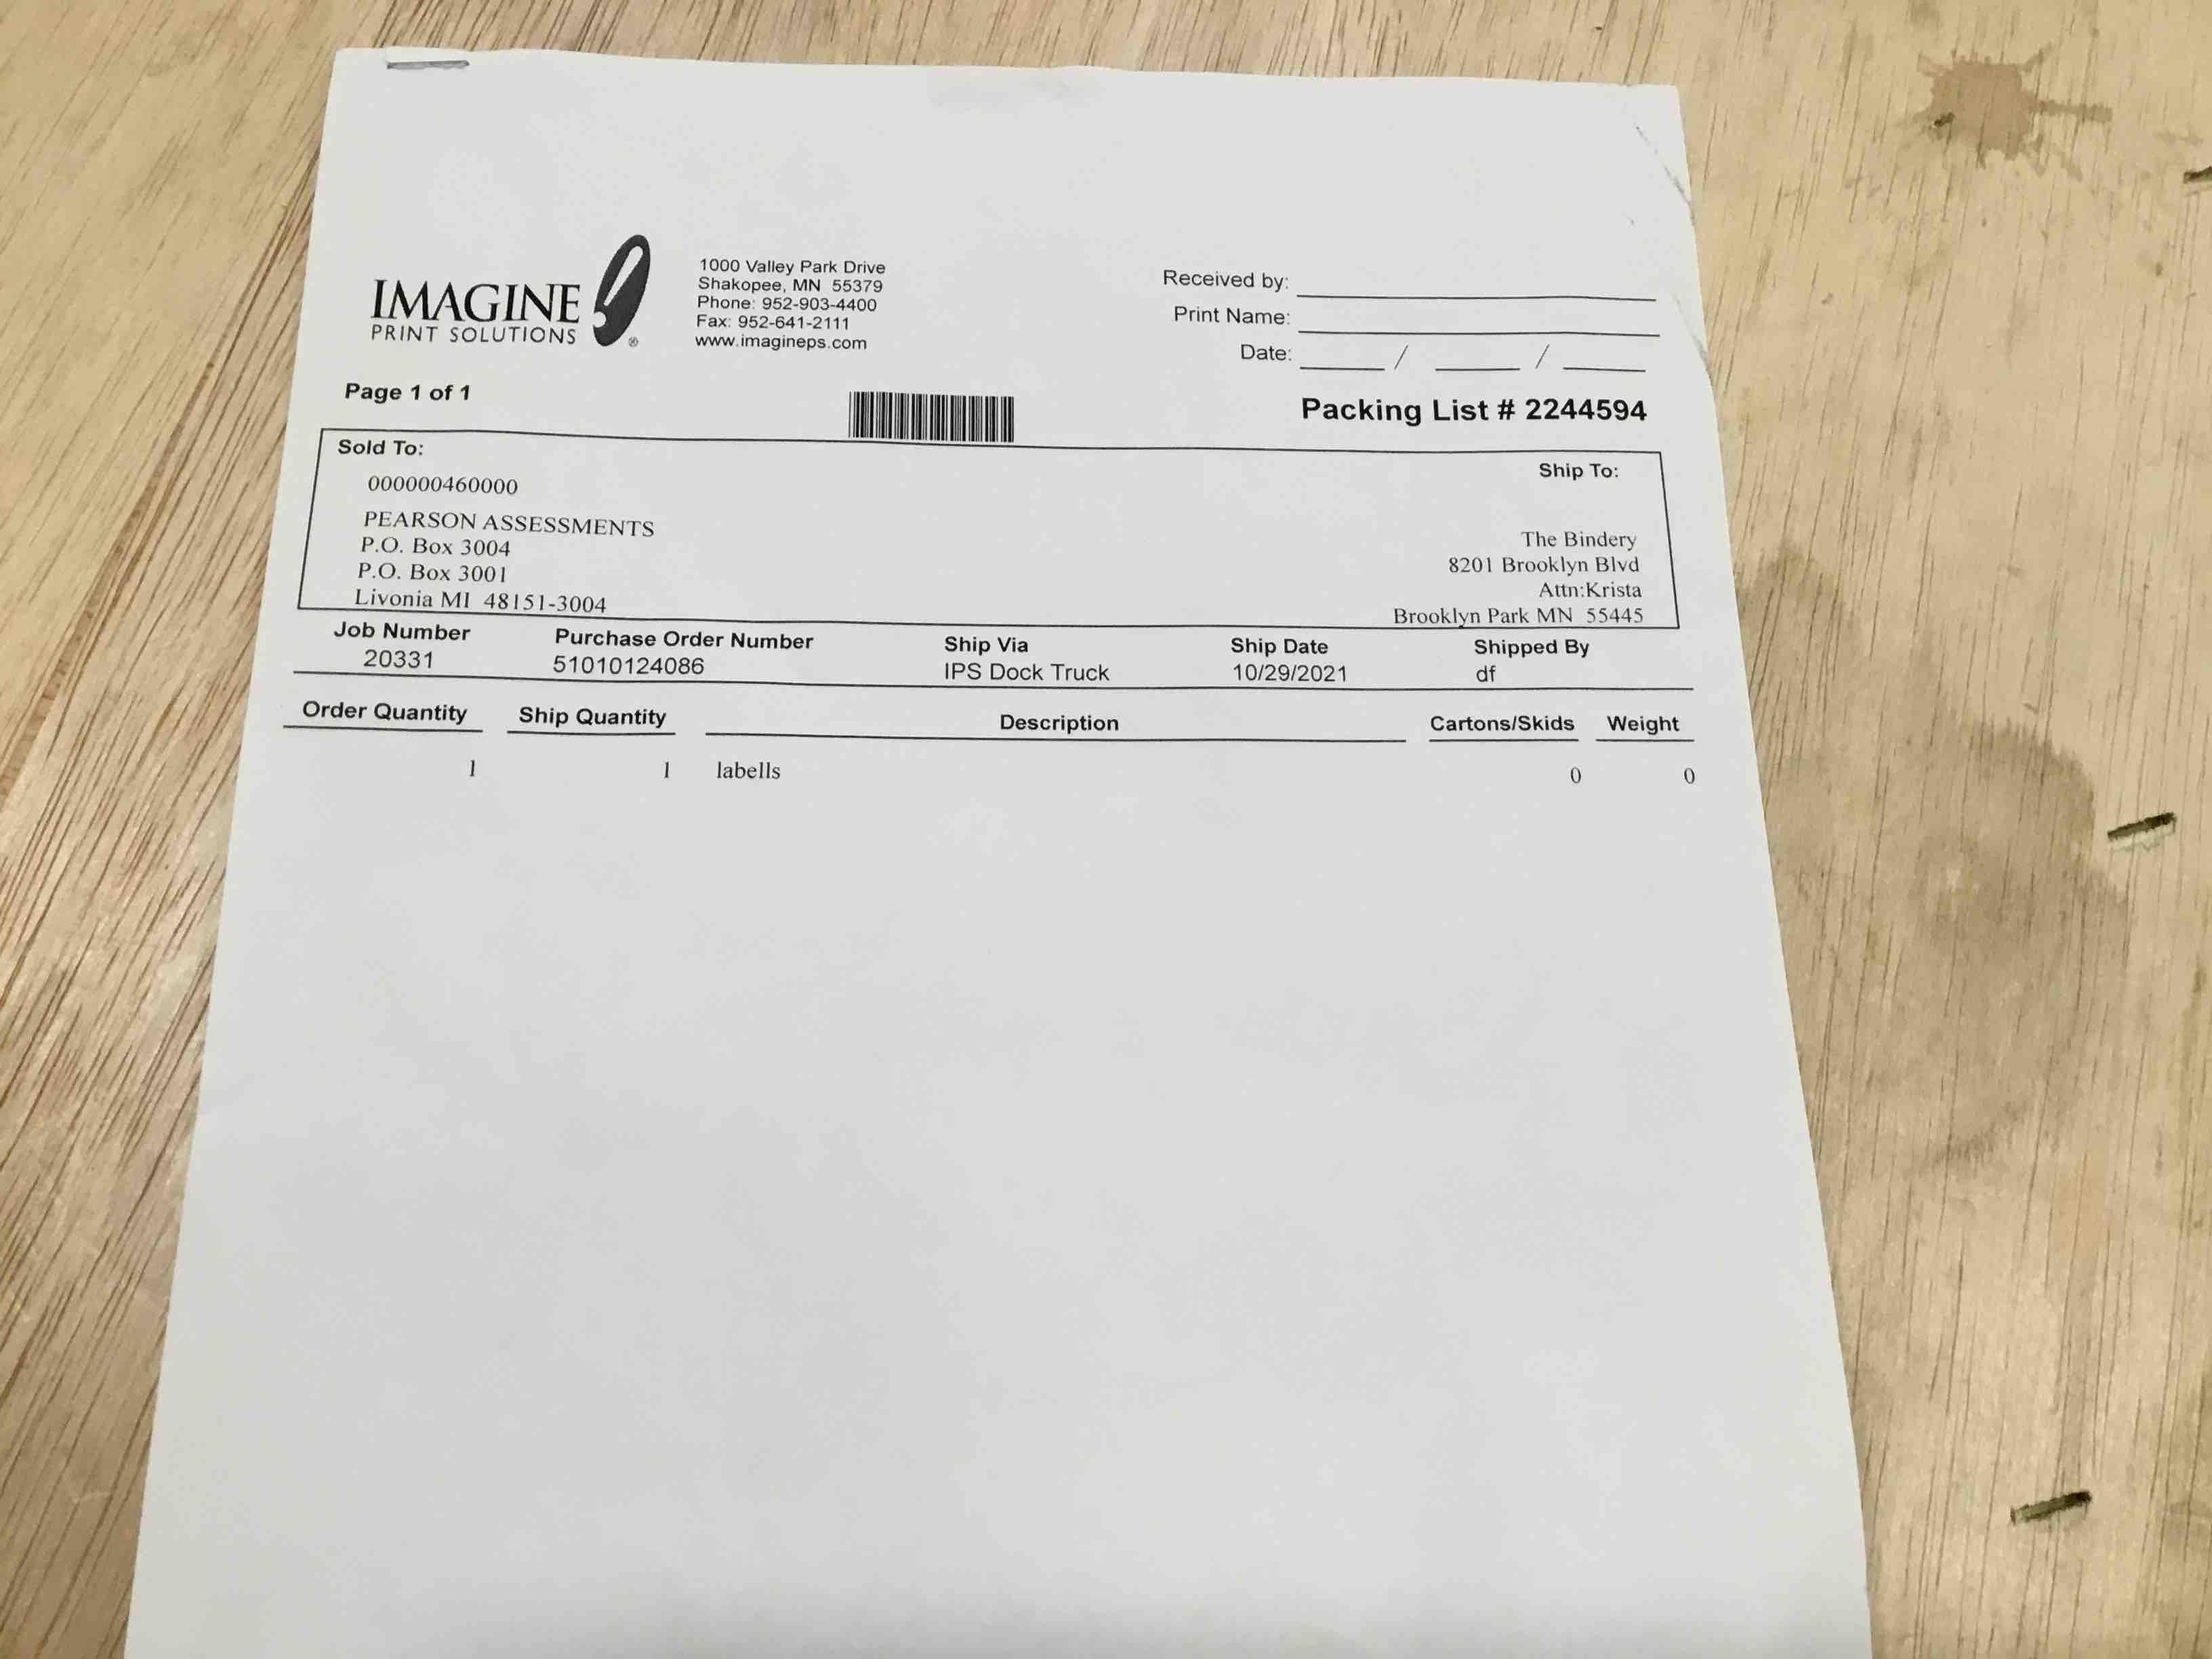 IMAGINE
PRINT SOLUTIONS ®
1000 Valley Park Drive
Shakopee, MN 55379
Phone: 952-903-4400
Fax: 952-641-2111
www.imagineps.com
Received by:
Print Name:
Date: / /
Page 1 of 1
Packing List # 2244594
Sold To:
000000460000
PEARSON ASSESSMENTS
P.O. Box 3004
P.O. Box 3001
Livonia MI 48151-3004
Ship To:
The Bindery
8201 Brooklyn Blvd
Attn:Krista
Brooklyn Park MN 55445
Job Number Purchase Order Number Ship Via Ship Date Shipped By
20331 51010124086 IPS Dock Truck 10/29/2021 df
Order Quantity Ship Quantity Description Cartons/Skids Weight
1 1 labells 0 0